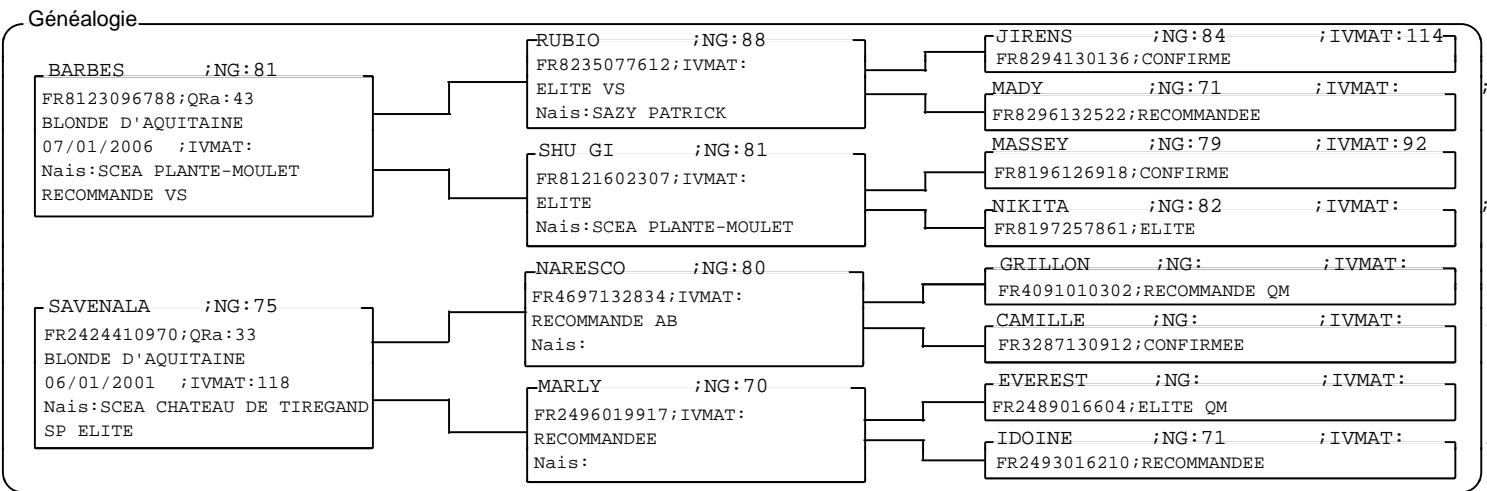 Généalogie
BARBES ;NG:81
FR8123096788;QRa:43
BLONDE D'AQUITAINE
07/01/2006 ;IVMAT:
Nais:SCEA PLANTE-MOULET
RECOMMANDE VS
SAVENALA ;NG:75
FR2424410970;QRa:33
BLONDE D'AQUITAINE
06/01/2001 ;IVMAT:118
Nais:SCEA CHATEAU DE TIREGAND
SP ELITE
RUBIO ;NG:88
FR8235077612;IVMAT:
ELITE VS
Nais:SAZY PATRICK
SHU GI ;NG:81
FR8121602307;IVMAT:
ELITE
Nais:SCEA PLANTE-MOULET
NARESCO ;NG:80
FR4697132834;IVMAT:
RECOMMANDE AB
Nais:
MARLY ;NG:70
FR2496019917;IVMAT:
RECOMMANDEE
Nais:
JIRENS ;NG:84 ;IVMAT:114
FR8294130136;CONFIRME
MADY ;NG:71 ;IVMAT: ;
FR8296132522;RECOMMANDEE
MASSEY ;NG:79 ;IVMAT:92
FR8196126918;CONFIRME
NIKITA ;NG:82 ;IVMAT: ;
FR8197257861;ELITE
GRILLON ;NG: ;IVMAT:
FR4091010302;RECOMMANDE QM
CAMILLE ;NG: ;IVMAT:
FR3287130912;CONFIRMEE
EVEREST ;NG: ;IVMAT:
FR2489016604;ELITE QM
IDOINE ;NG:71 ;IVMAT:
FR2493016210;RECOMMANDEE